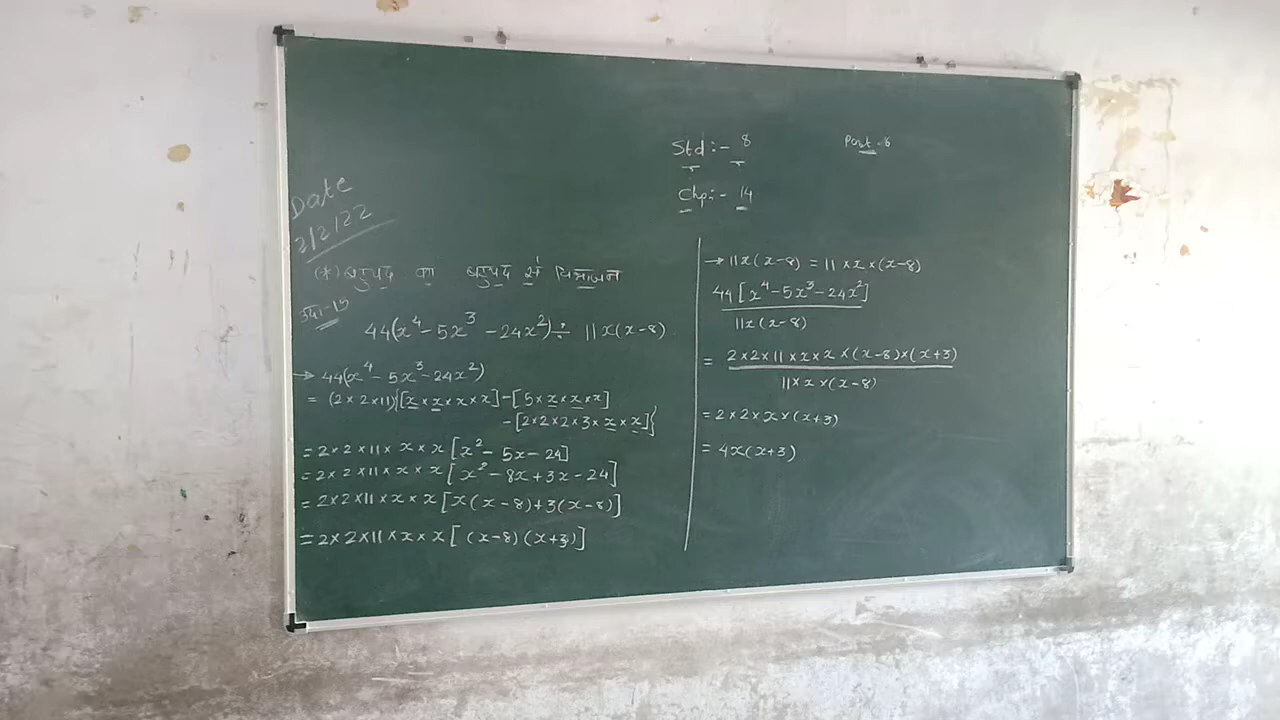 Std :- 8
Part - 6
Chp :- 14
Date
2/2/22
(*) बहुपद का बहुपद से विभाजन
उदा-15
44(x⁴ - 5x³ - 24x²) ÷ 11x(x-8)
→ 44(x⁴ - 5x³ - 24x²)
= (2×2×11){[x×x×x×x] - [5×x×x×x]
- [2×2×2×3×x×x]}
= 2×2×11×x×x[x² - 5x - 24]
= 2×2×11×x×x[x² - 8x + 3x - 24]
= 2×2×11×x×x[x(x-8)+3(x-8)]
= 2×2×11×x×x[(x-8)(x+3)]
→ 11x(x-8) = 11×x×(x-8)
44[x⁴ - 5x³ - 24x²]
11x(x-8)
= 2×2×11×x×x×(x-8)×(x+3)
11×x×(x-8)
= 2×2×x×(x+3)
= 4x(x+3)